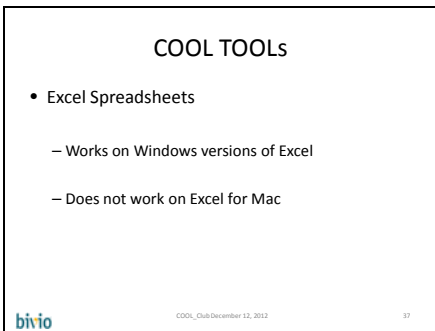 COOL TOOLs
• Excel Spreadsheets
– Works on Windows versions of Excel
– Does not work on Excel for Mac
bivio
COOL_Club December 12, 2012
37